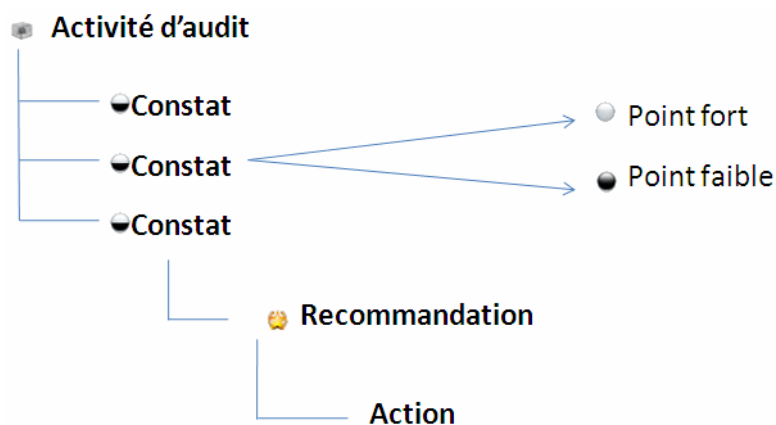 Activité d’audit
Constat
Point fort
Constat
Point faible
Constat
Recommandation
Action